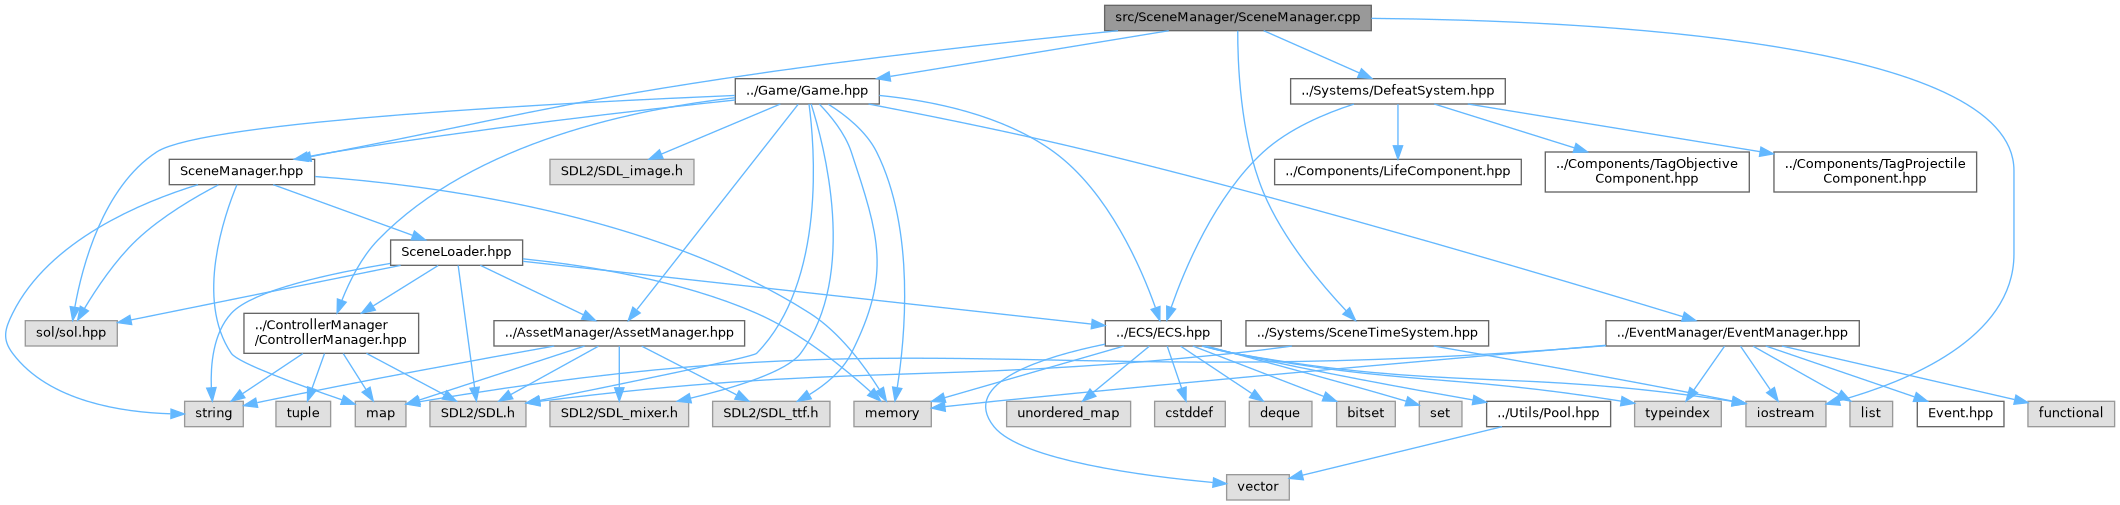 src/SceneManager/SceneManager.cpp
../Game/Game.hpp
../Systems/DefeatSystem.hpp
SceneManager.hpp
SDL2/SDL_image.h
../Components/LifeComponent.hpp
../Components/TagObjective
Component.hpp
../Components/TagProjectile
Component.hpp
SceneLoader.hpp
sol/sol.hpp
../ControllerManager
/ControllerManager.hpp
../AssetManager/AssetManager.hpp
../ECS/ECS.hpp
../Systems/SceneTimeSystem.hpp
../EventManager/EventManager.hpp
string
tuple
map
SDL2/SDL.h
SDL2/SDL_mixer.h
SDL2/SDL_ttf.h
memory
unordered_map
cstddef
deque
bitset
set
../Utils/Pool.hpp
typeindex
iostream
list
Event.hpp
functional
vector